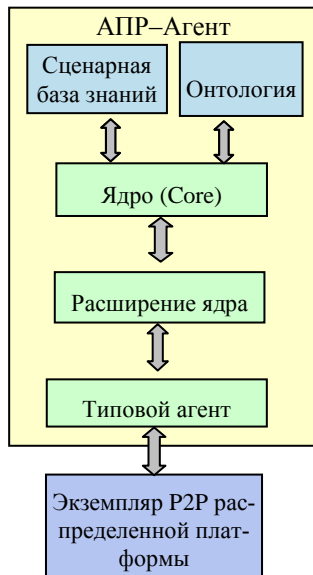 АПР–Агент
Сценарная
база знаний
Онтология
Ядро (Core)
Расширение ядра
Типовой агент
Экземпляр P2P рас-
пределенной плат-
формы